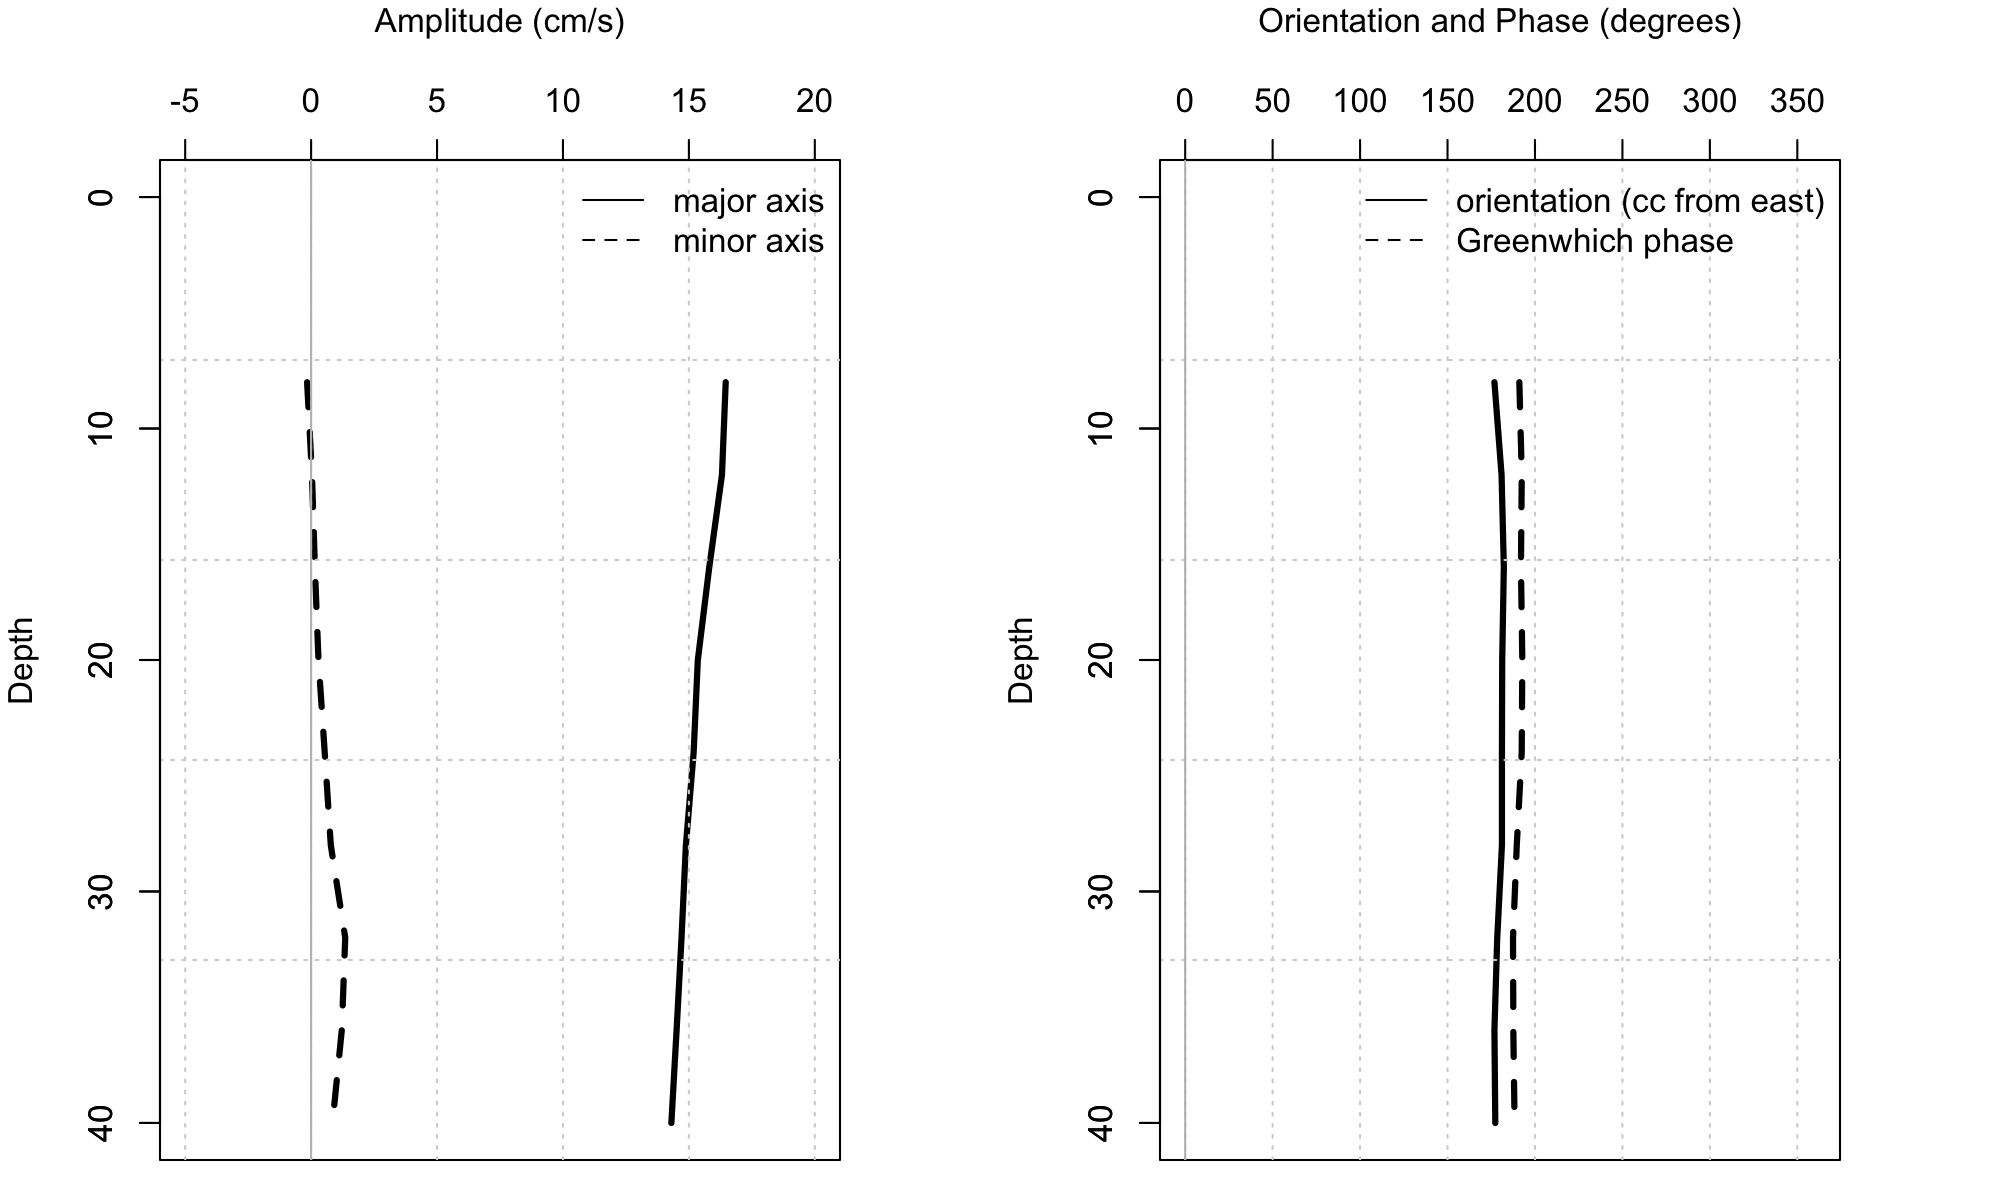 Amplitude (cm/s)
-5 0 5 10 15 20
major axis
minor axis
0
10
20
30
40
Depth
Orientation and Phase (degrees)
0 50 100 150 200 250 300 350
orientation (cc from east)
Greenwhich phase
0
10
20
30
40
Depth